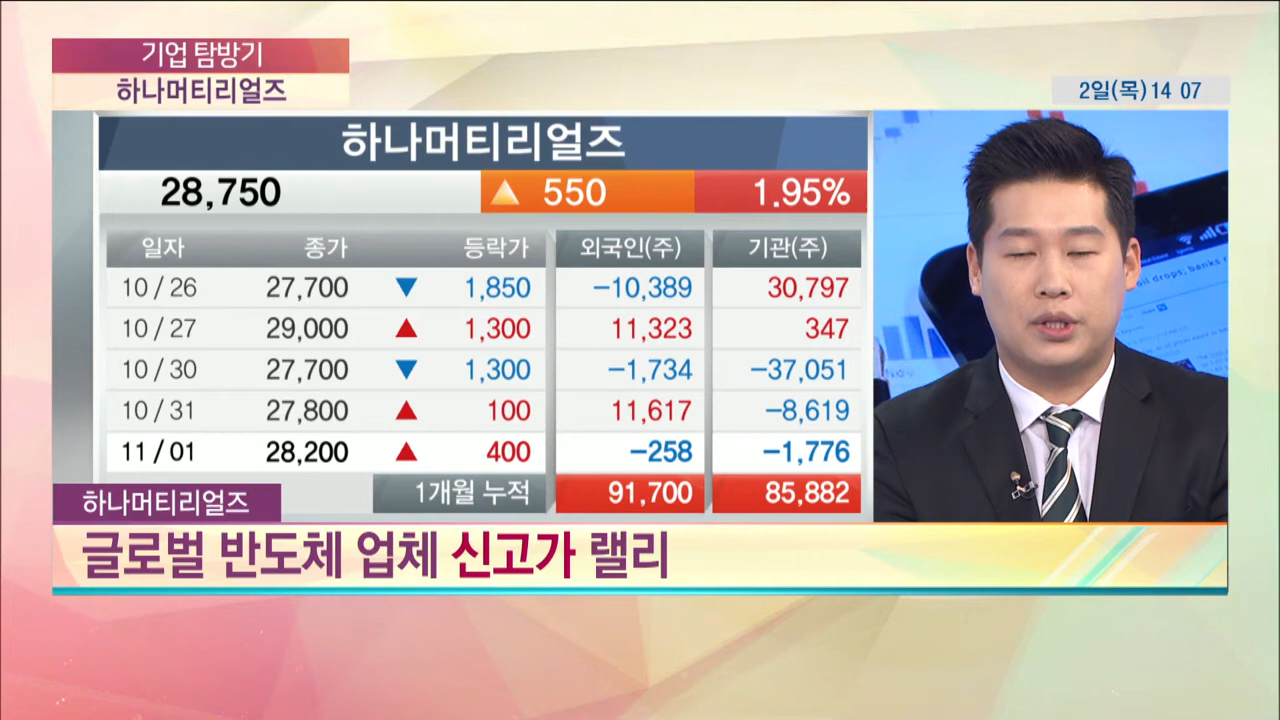 기업 탐방기
하나머티리얼즈
2일(목) 14 07
하나머티리얼즈
28,750 ▲ 550 1.95%
일자 종가 등락가 외국인(주) 기관(주)
10 / 26 27,700 ▼ 1,850 -10,389 30,797
10 / 27 29,000 ▲ 1,300 11,323 347
10 / 30 27,700 ▼ 1,300 -1,734 -37,051
10 / 31 27,800 ▲ 100 11,617 -8,619
11 / 01 28,200 ▲ 400 -258 -1,776
1개월 누적 91,700 85,882
하나머티리얼즈
글로벌 반도체 업체 신고가 랠리